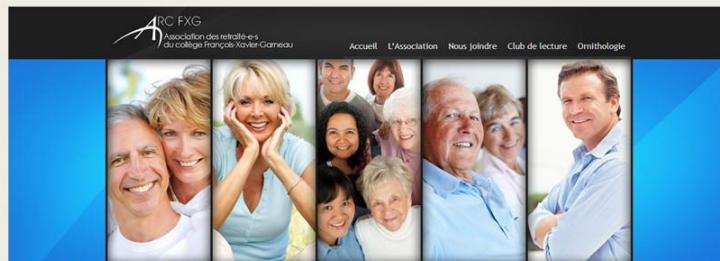 ARC FXG
Association des retraité-e-s
du collège François-Xavier-Garneau
Accueil L'Association Nous joindre Club de lecture Ornithologie